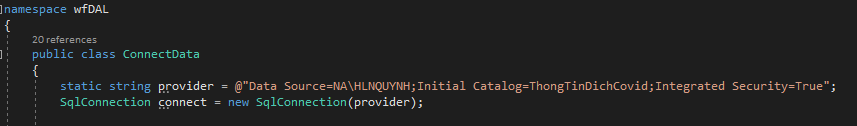 namespace wfDAL
{
20 references
public class ConnectData
{
static string provider = @"Data Source=NA\HLNQUYNH;Initial Catalog=ThongTinDichCovid;Integrated Security=True";
SqlConnection connect = new SqlConnection(provider);